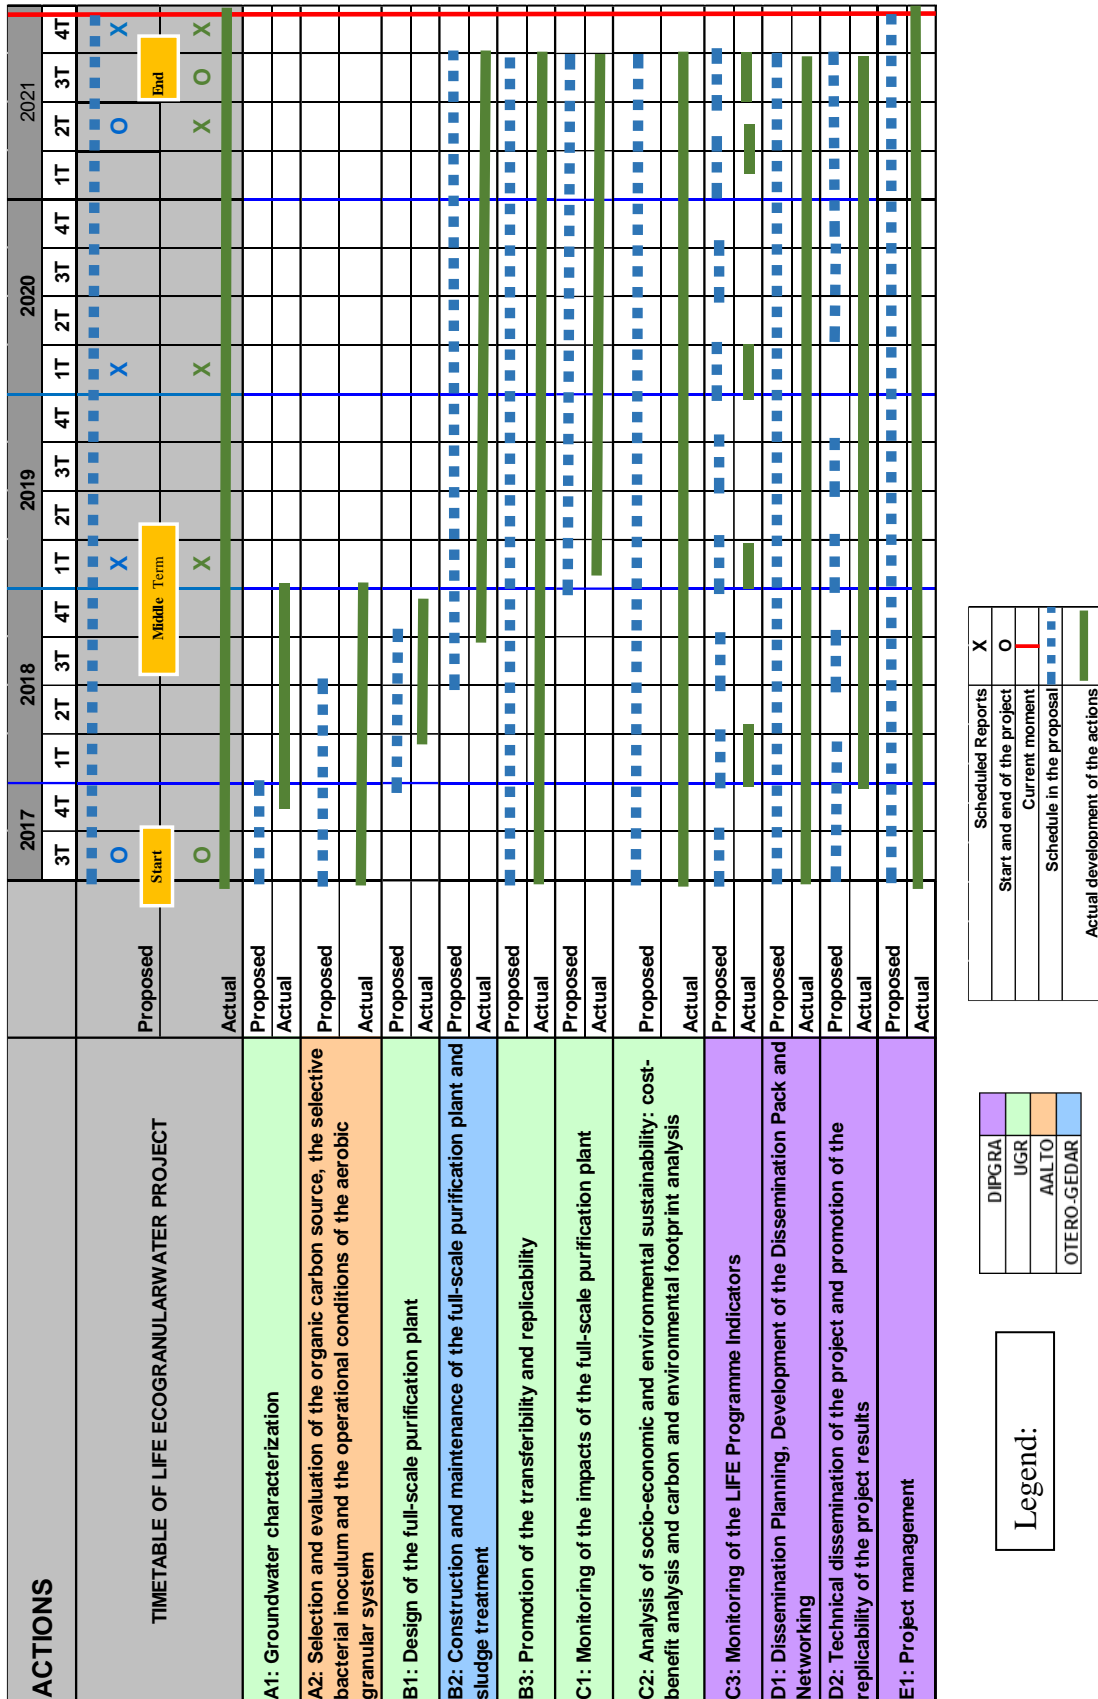 ACTIONS
2017 2018 2019 2020 2021
3T 4T 1T 2T 3T 4T 1T 2T 3T 4T 1T 2T 3T 4T 1T 2T 3T 4T
TIMETABLE OF LIFE ECOGRANULARWATER PROJECT
O X X O X
Proposed
Start Middle Term End
O X X X O X
Actual
A1: Groundwater characterization
Proposed
Actual
A2: Selection and evaluation of the organic carbon source, the selective
bacterial inoculum and the operational conditions of the aerobic
granular system
Proposed
Actual
B1: Design of the full-scale purification plant
Proposed
Actual
B2: Construction and maintenance of the full-scale purification plant and
sludge treatment
Proposed
Actual
B3: Promotion of the transferibility and replicability
Proposed
Actual
C1: Monitoring of the impacts of the full-scale purification plant
Proposed
Actual
C2: Analysis of socio-economic and environmental sustainability: cost-
benefit analysis and carbon and environmental footprint analysis
Proposed
Actual
C3: Monitoring of the LIFE Programme Indicators
Proposed
Actual
D1: Dissemination Planning, Development of the Dissemination Pack and
Networking
Proposed
Actual
D2: Technical dissemination of the project and promotion of the
replicability of the project results
Proposed
Actual
E1: Project management
Proposed
Actual
Legend:
DIPGRA
UGR
AALTO
OTERO-GEDAR
Scheduled Reports X
Start and end of the project O
Current moment
Schedule in the proposal
Actual development of the actions